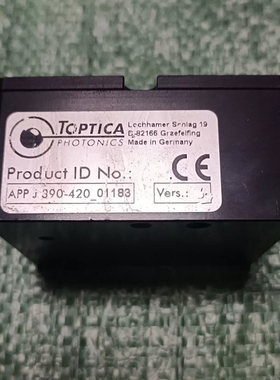 TOPTICA
PHOTONICS
Lochhamer Schlag 19
D-82166 Graefelfing
Made in Germany
Product ID No.: CE
APP J 390-420_01183 Vers.: